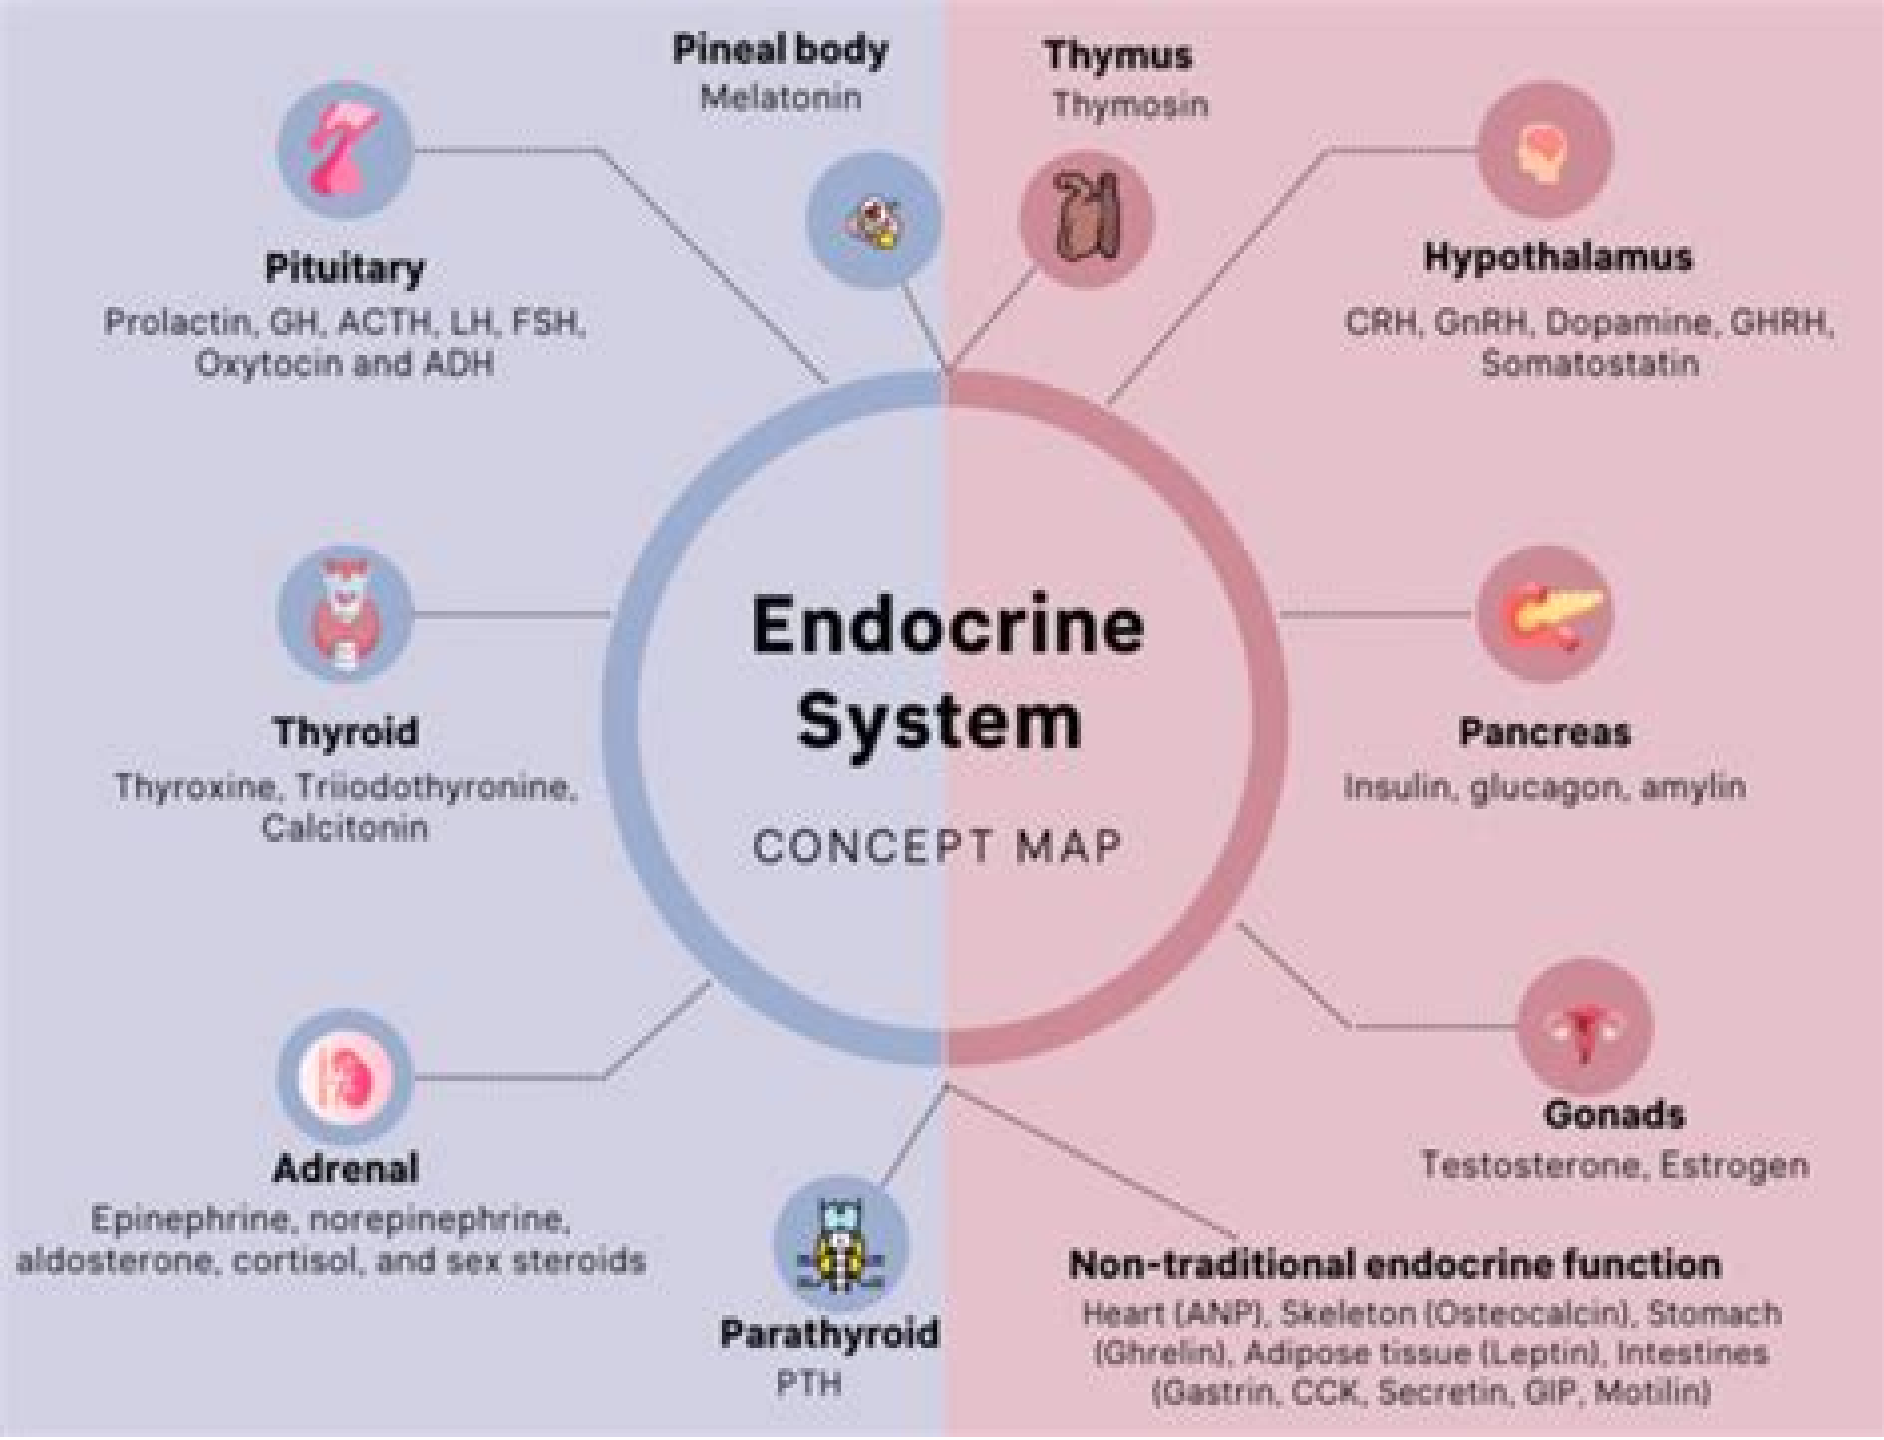 Pineal body
Melatonin
Thymus
Thymosin
Pituitary
Prolactin, GH, ACTH, LH, FSH,
Oxytocin and ADH
Hypothalamus
CRH, GnRH, Dopamine, GHRH,
Somatostatin
Endocrine
System
CONCEPT MAP
Thyroid
Thyroxine, Triiodothyronine,
Calcitonin
Pancreas
Insulin, glucagon, amylin
Adrenal
Epinephrine, norepinephrine,
aldosterone, cortisol, and sex steroids
Gonads
Testosterone, Estrogen
Parathyroid
PTH
Non-traditional endocrine function
Heart (ANP), Skeleton (Osteocalcin), Stomach
(Ghrelin), Adipose tissue (Leptin), Intestines
(Gastrin, CCK, Secretin, GIP, Motilin)